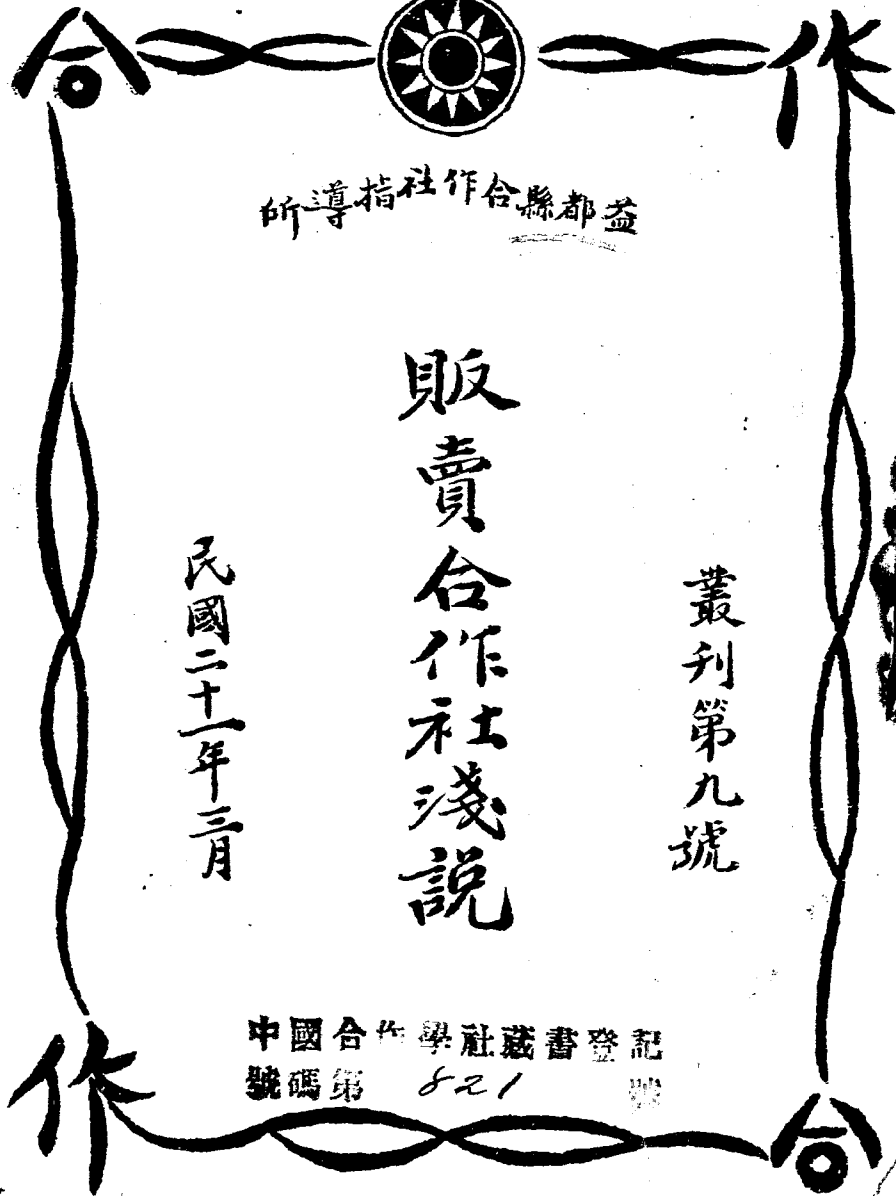 合作
益都縣合作社指導所
叢刊第九號
販賣合作社淺説
民國二十一年三月
中國合作學社藏書登記
號碼第 821 號
作合